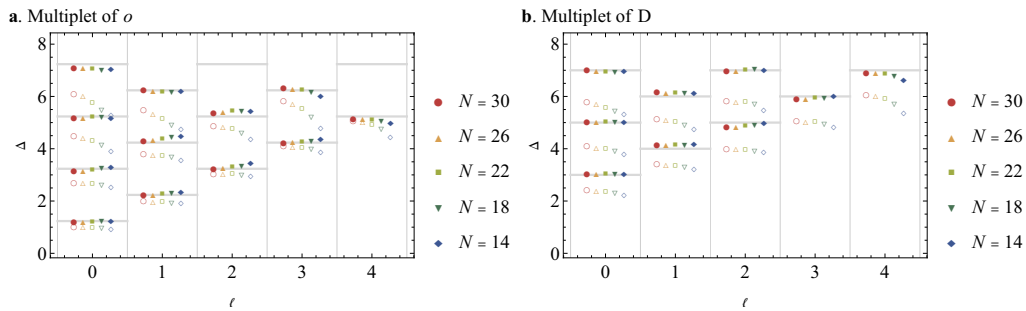 a. Multiplet of o
8
6
4
2
0
Δ
0 1 2 3 4
ℓ
N = 30
N = 26
N = 22
N = 18
N = 14
b. Multiplet of D
8
6
4
2
0
Δ
0 1 2 3 4
ℓ
N = 30
N = 26
N = 22
N = 18
N = 14